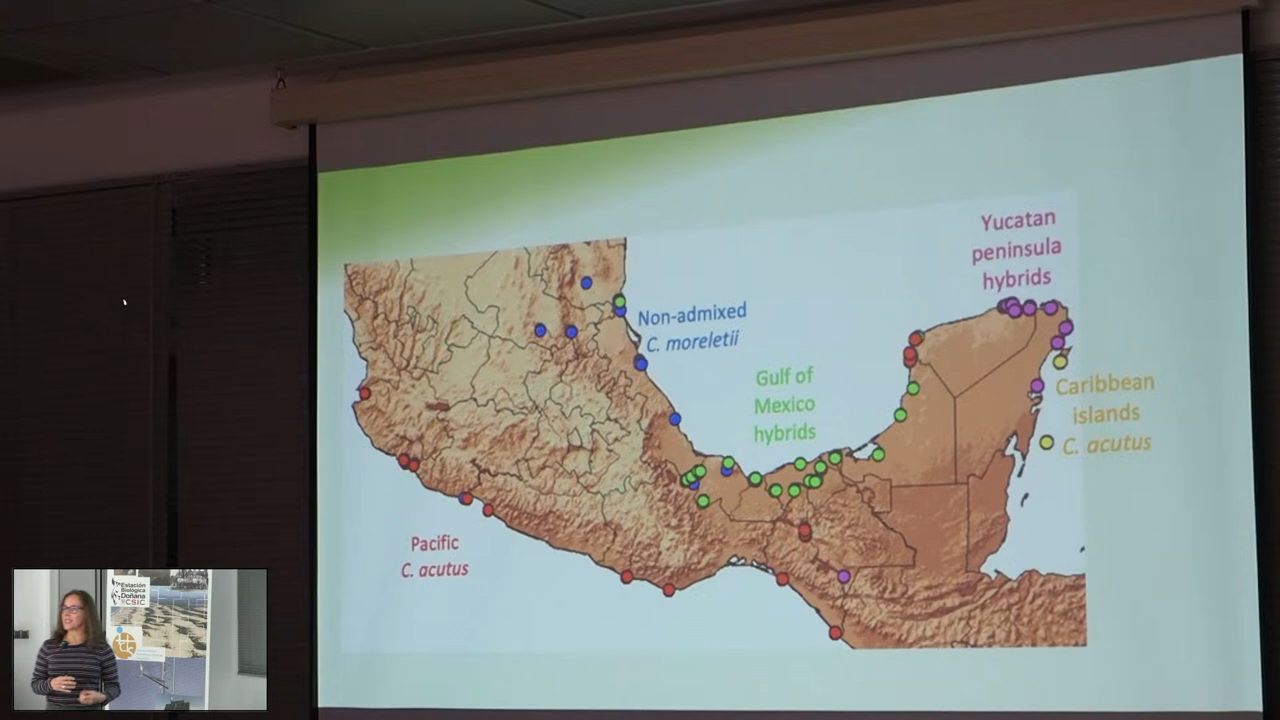 Yucatan
peninsula
hybrids
Non-admixed
C. moreletii
Gulf of
Mexico
hybrids
Caribbean
islands
C. acutus
Pacific
C. acutus
Estación
Biológica
Doñana
CSIC